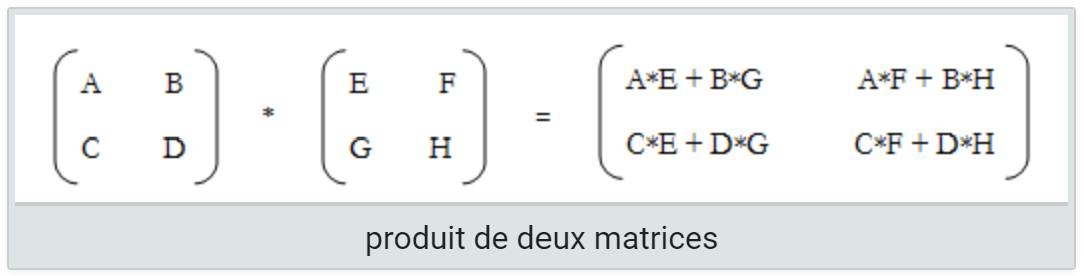 A B E F A*E + B*G A*F + B*H
* =
C D G H C*E + D*G C*F + D*H
produit de deux matrices